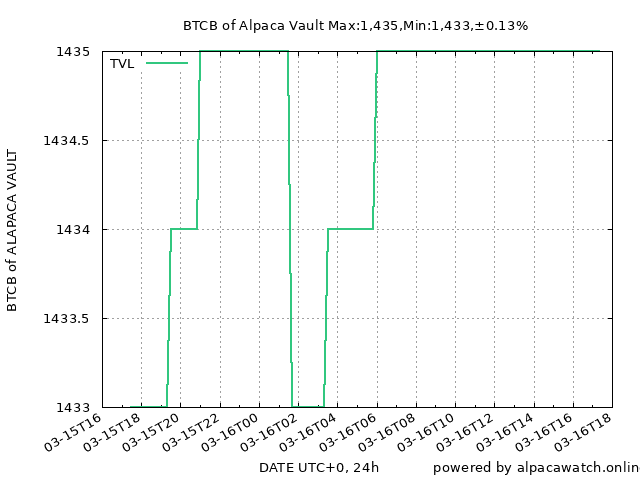 BTCB of Alpaca Vault Max:1,435,Min:1,433,±0.13%
TVL
BTCB of ALAPACA VAULT
1435
1434.5
1434
1433.5
1433
03-15T16
03-15T18
03-15T20
03-15T22
03-16T00
03-16T02
03-16T04
03-16T06
03-16T08
03-16T10
03-16T12
03-16T14
03-16T16
03-16T18
DATE UTC+0, 24h
powered by alpacawatch.online